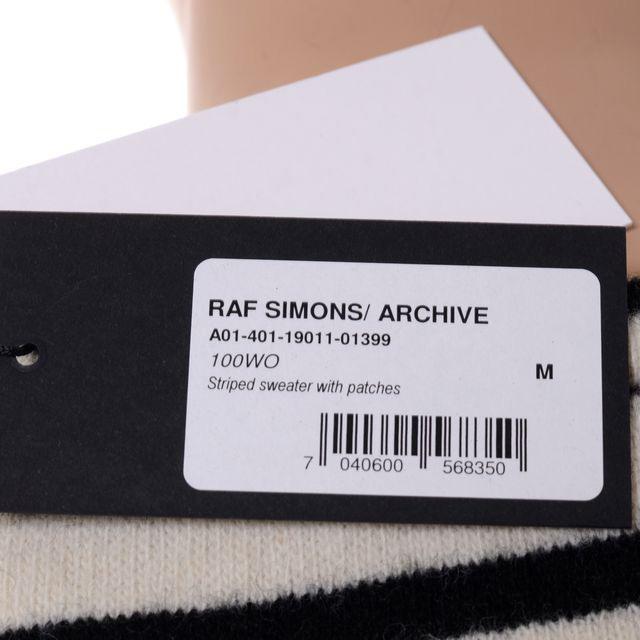 RAF SIMONS/ ARCHIVE
A01-401-19011-01399
100WO
M
Striped sweater with patches
7 040600 568350